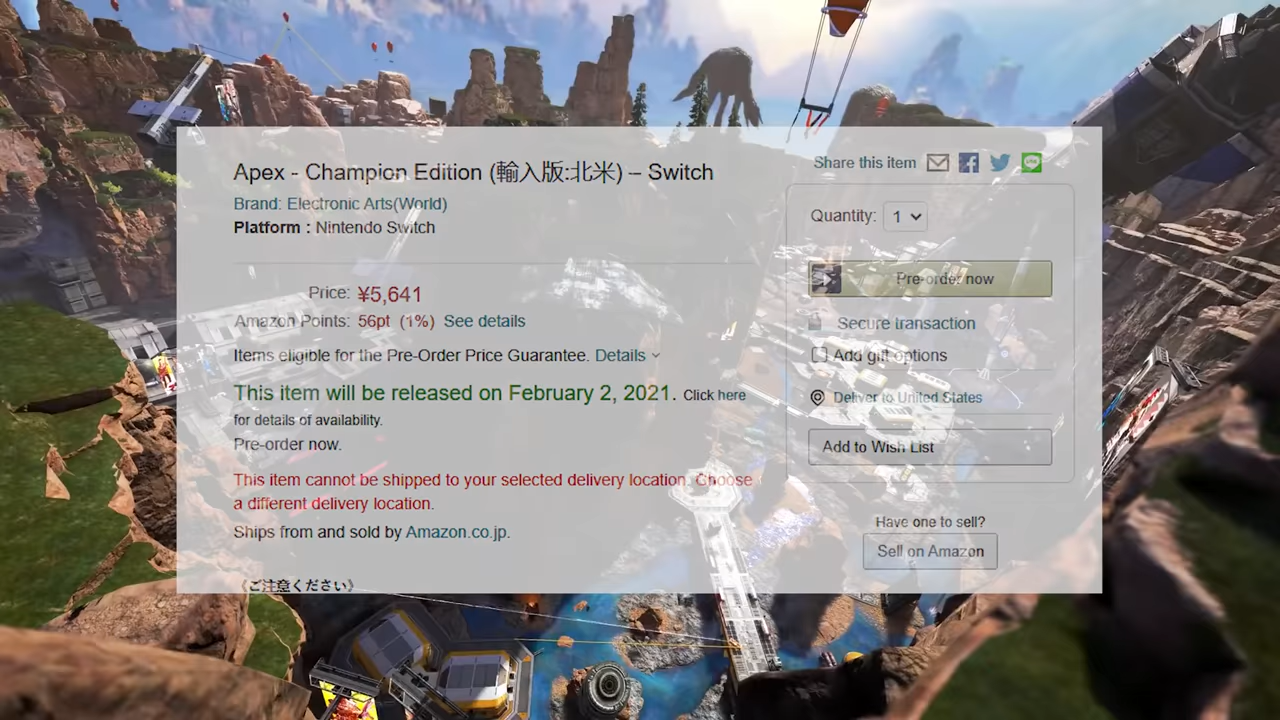 Apex - Champion Edition (輸入版:北米) – Switch
Brand: Electronic Arts(World)
Platform : Nintendo Switch
Price: ¥5,641
Amazon Points: 56pt (1%) See details
Items eligible for the Pre-Order Price Guarantee. Details
This item will be released on February 2, 2021. Click here
for details of availability.
Pre-order now.
This item cannot be shipped to your selected delivery location. Choose
a different delivery location.
Ships from and sold by Amazon.co.jp.
《ご注意ください》
Share this item
LINE
Quantity: 1
Pre-order now
Secure transaction
Add gift options
Deliver to United States
Add to Wish List
Have one to sell?
Sell on Amazon